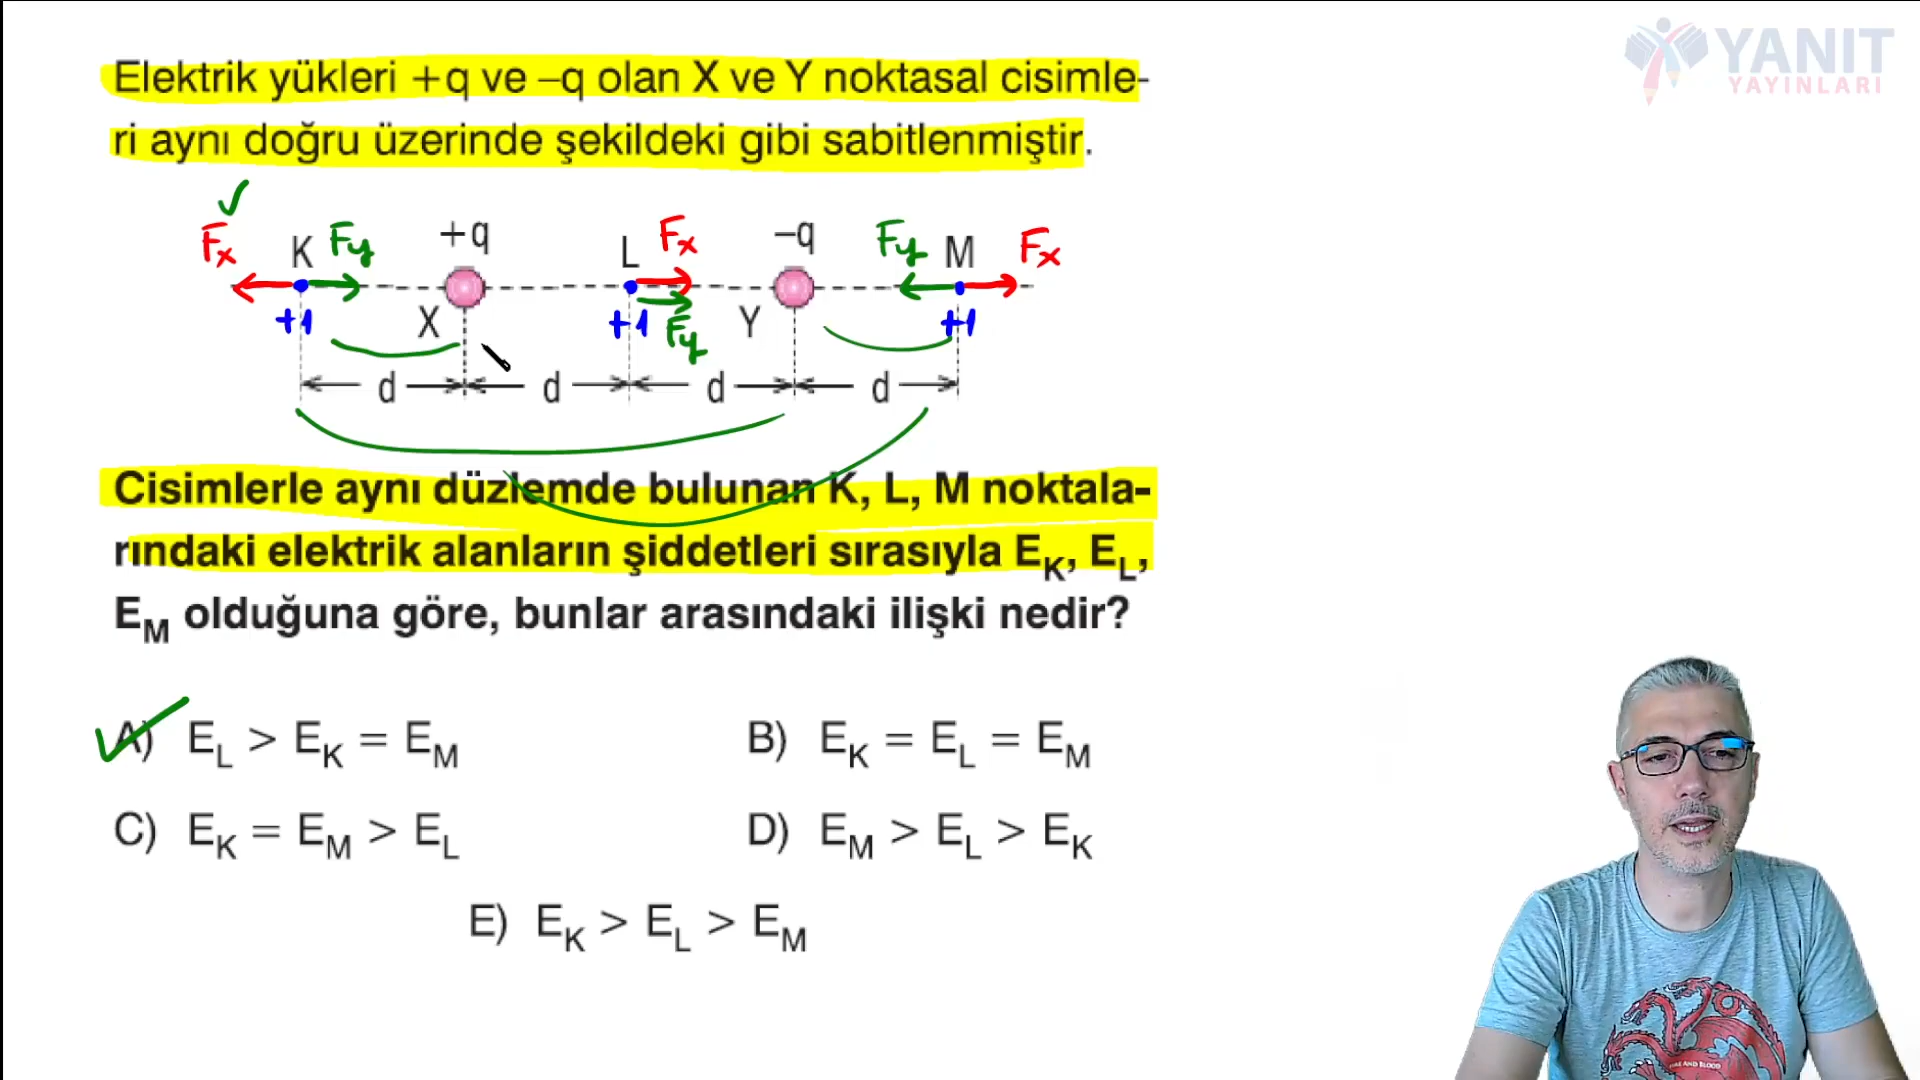 YANIT
YAYINLARI
Elektrik yükleri +q ve –q olan X ve Y noktasal cisimle-
ri aynı doğru üzerinde şekildeki gibi sabitlenmiştir.
Fx K Fy +q L Fx –q Fy M Fx
+1 X +1 Fy Y +1
d d d d
Cisimlerle aynı düzlemde bulunan K, L, M noktala-
rındaki elektrik alanların şiddetleri sırasıyla EK, EL,
EM olduğuna göre, bunlar arasındaki ilişki nedir?
A) EL > EK = EM B) EK = EL = EM
C) EK = EM > EL D) EM > EL > EK
E) EK > EL > EM
FIRE AND BLOOD